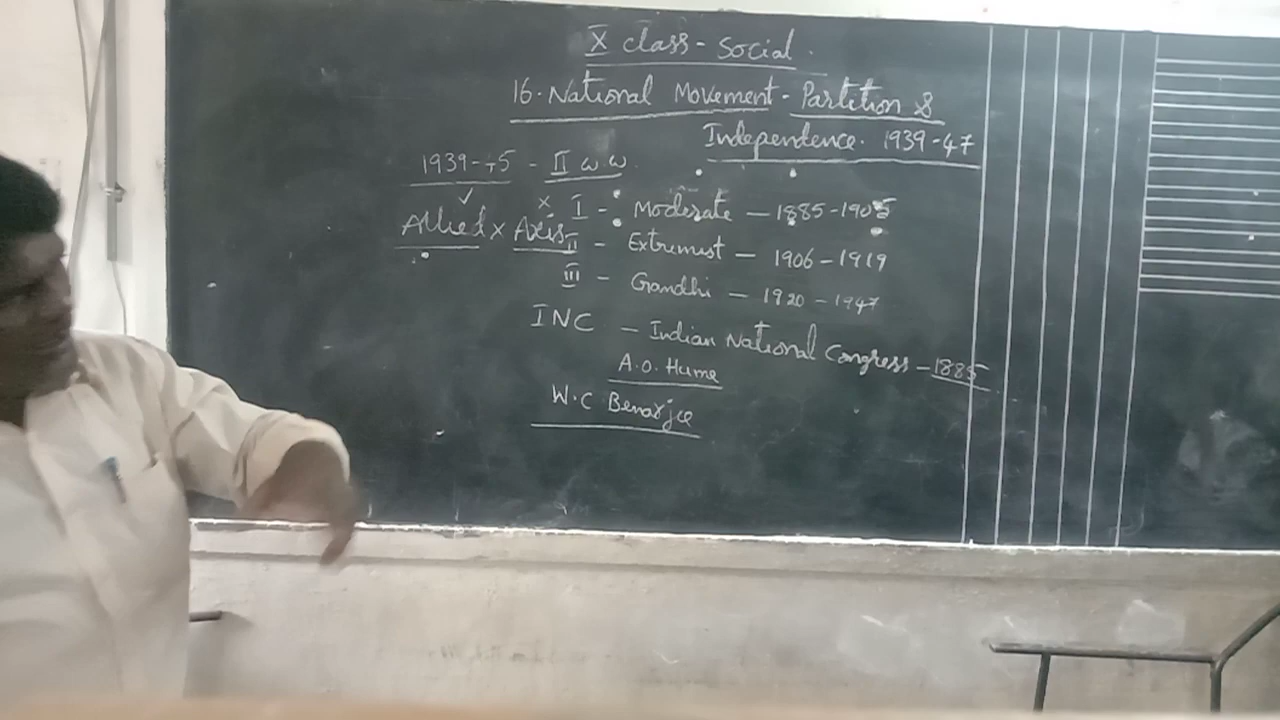 X class - Social.
16. National Movement - Partition &
Independence. 1939-47
1939-45 - II w w
Allied x Axis
I - Moderate - 1885-1905
II - Extremist - 1906-1919
III - Gandhi - 1920-1947
INC - Indian National Congress - 1885
A.O. Hume
W.C Benarjee